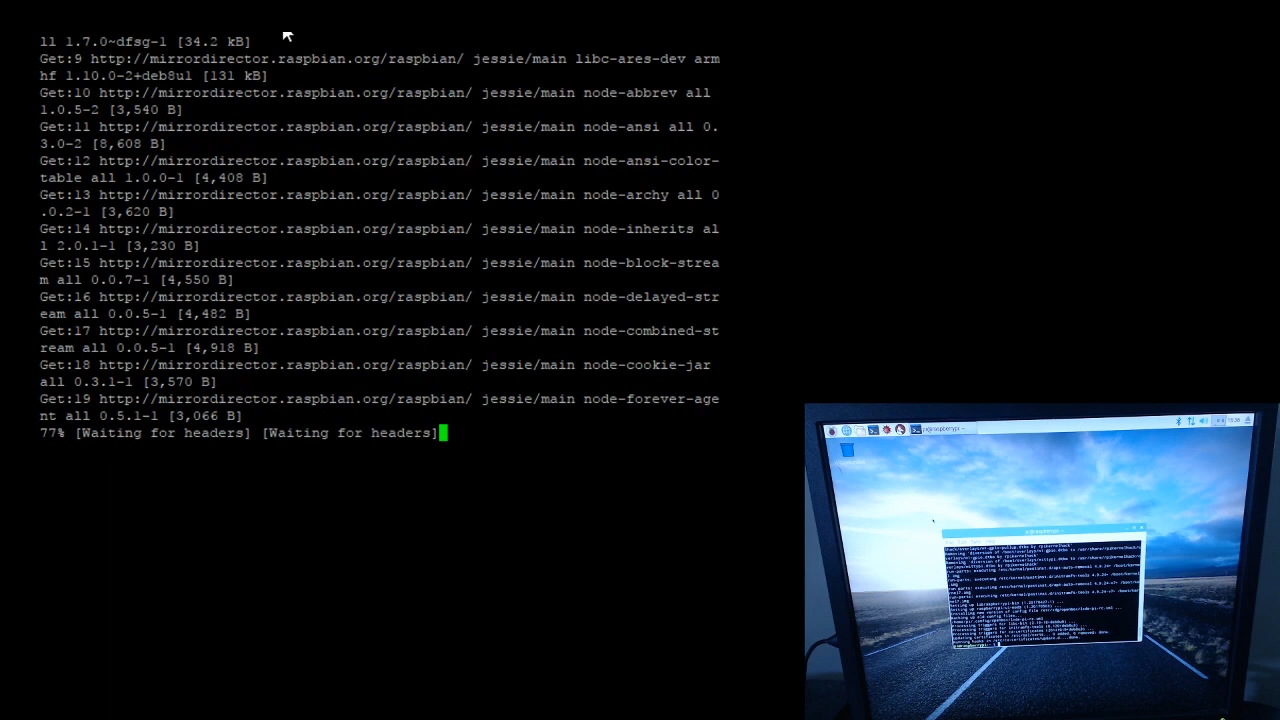 ll 1.7.0~dfsg-1 [34.2 kB]
Get:9 http://mirrordirector.raspbian.org/raspbian/ jessie/main libc-ares-dev arm
hf 1.10.0-2+deb8u1 [131 kB]
Get:10 http://mirrordirector.raspbian.org/raspbian/ jessie/main node-abbrev all
1.0.5-2 [3,540 B]
Get:11 http://mirrordirector.raspbian.org/raspbian/ jessie/main node-ansi all 0.
3.0-2 [8,608 B]
Get:12 http://mirrordirector.raspbian.org/raspbian/ jessie/main node-ansi-color-
table all 1.0.0-1 [4,408 B]
Get:13 http://mirrordirector.raspbian.org/raspbian/ jessie/main node-archy all 0
.0.2-1 [3,620 B]
Get:14 http://mirrordirector.raspbian.org/raspbian/ jessie/main node-inherits al
l 2.0.1-1 [3,230 B]
Get:15 http://mirrordirector.raspbian.org/raspbian/ jessie/main node-block-strea
m all 0.0.7-1 [4,550 B]
Get:16 http://mirrordirector.raspbian.org/raspbian/ jessie/main node-delayed-str
eam all 0.0.5-1 [4,482 B]
Get:17 http://mirrordirector.raspbian.org/raspbian/ jessie/main node-combined-st
ream all 0.0.5-1 [4,918 B]
Get:18 http://mirrordirector.raspbian.org/raspbian/ jessie/main node-cookie-jar
all 0.3.1-1 [3,570 B]
Get:19 http://mirrordirector.raspbian.org/raspbian/ jessie/main node-forever-age
nt all 0.5.1-1 [3,066 B]
77% [Waiting for headers] [Waiting for headers]